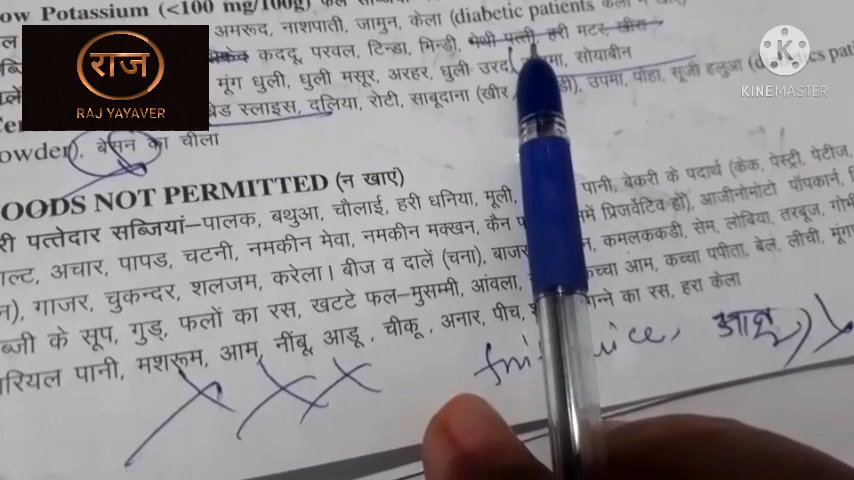 ow Potassium (<100 mg/100g)
अमरूद, नाशपाती, जामुन, केला (diabetic patients केला न खाएं)
कददू, परवल, टिन्डा, भिन्डी, मेथी पत्ती, हरी मटर, खीरा
मूंग धुली, धुली मसूर, अरहर, धुली उरद, सोयाबीन
ब्रेड स्लाइस, दलिया, रोटी, साबूदाना (खीर उपमा, पोहा, सूजी हलुआ
owder), बेसन का चीला
OODS NOT PERMITTED (न खाएं)
री पत्तेदार सब्जियां–पालक, बथुआ, चौलाई, हरी धनिया, मूली, पानी, बेकरी के पदार्थ (केक, पेस्ट्री, पेटीज,
ाल्ट, अचार, पापड, चटनी, नमकीन मेवा, नमकीन मक्खन, कैन में प्रिजर्वेटिव हों), आजीनोमोटो पॉपकार्न,
न), गाजर, चुकन्दर, शलजम, करेला। बीज व दालें (चना), कमलककडी, सेम, लोबिया, तरबूज, गोभी
ब्जी के सूप, गुड़, फलों का रस, खटटे फल–मुसम्मी, आंवला, कच्चा आम, कच्चा पपीता, बेल, लीची, मूंग
ारियल पानी, मशरूम, आम, नींबू, आडू, चीकू, अनार, पीच, गन्ने का रस, हरा केला
राज
RAJ YAYAVER
KINEMASTER